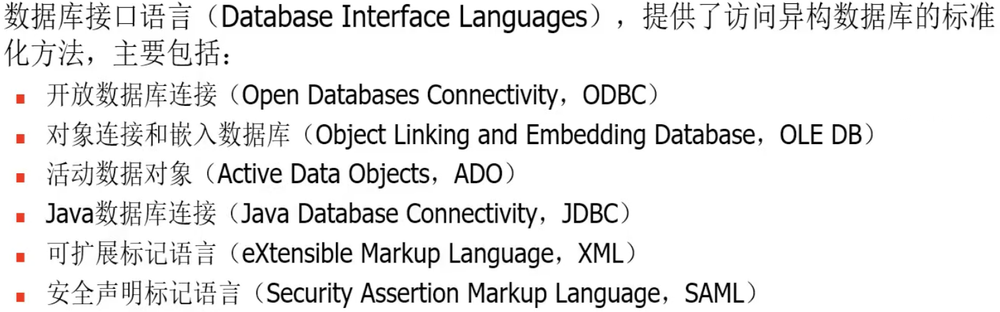 数据库接口语言（Database Interface Languages），提供了访问异构数据库的标准
化方法，主要包括：
开放数据库连接（Open Databases Connectivity，ODBC）
对象连接和嵌入数据库（Object Linking and Embedding Database，OLE DB）
活动数据对象（Active Data Objects，ADO）
Java数据库连接（Java Database Connectivity，JDBC）
可扩展标记语言（eXtensible Markup Language，XML）
安全声明标记语言（Security Assertion Markup Language，SAML）